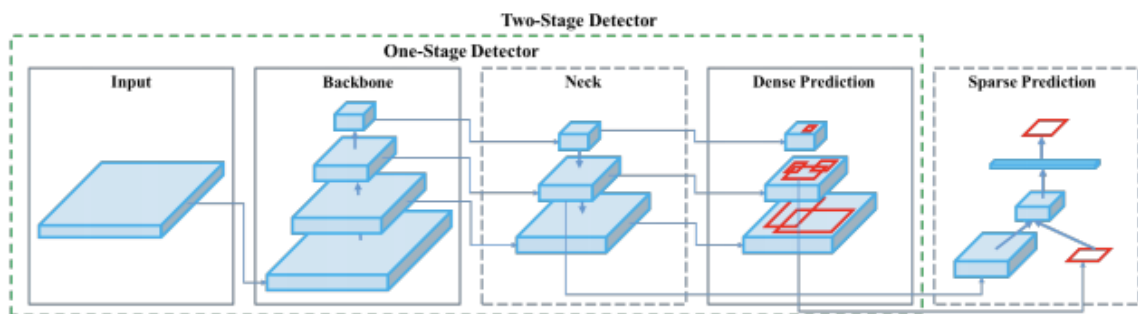 Two-Stage Detector
One-Stage Detector
Input
Backbone
Neck
Dense Prediction
Sparse Prediction